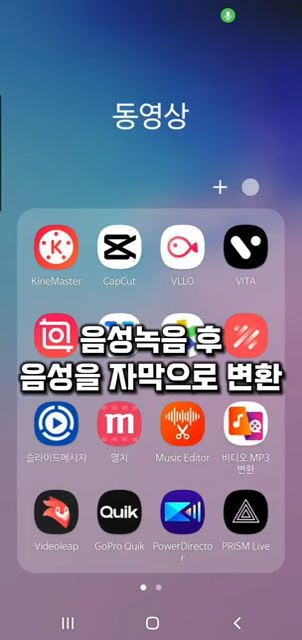 동영상
KineMaster
CapCut
VLLO
VITA
음성녹음 후
음성을 자막으로 변환
슬라이드메시지
m
멸치
Music Editor
비디오 MP3
변환
Videoleap
Quik
GoPro Quik
PowerDirecto
r
PRISM Live